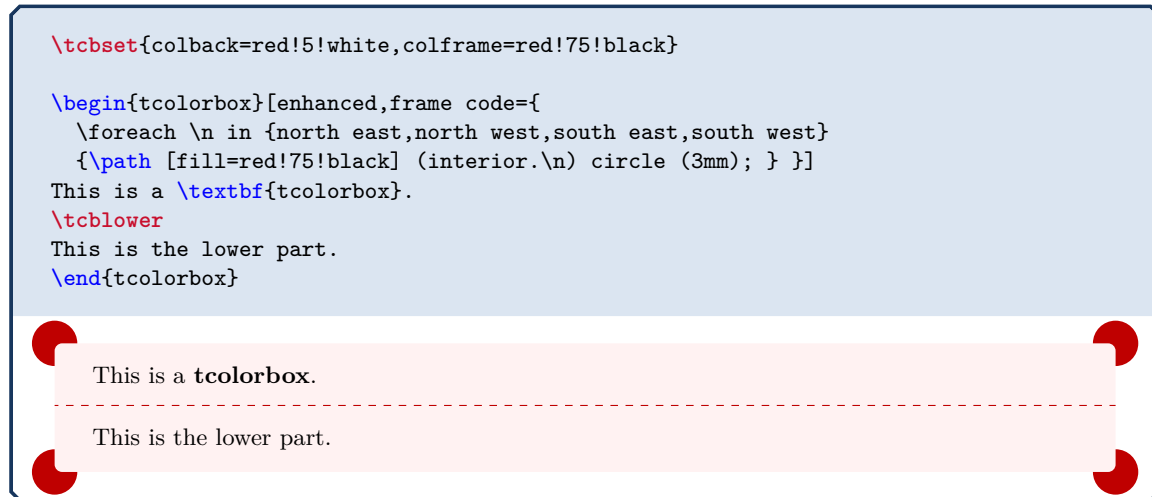 \tcbset{colback=red!5!white,colframe=red!75!black}

\begin{tcolorbox}[enhanced,frame code={
  \foreach \n in {north east,north west,south east,south west}
  {\path [fill=red!75!black] (interior.\n) circle (3mm); } }]
This is a \textbf{tcolorbox}.
\tcblower
This is the lower part.
\end{tcolorbox}
This is a tcolorbox.
This is the lower part.